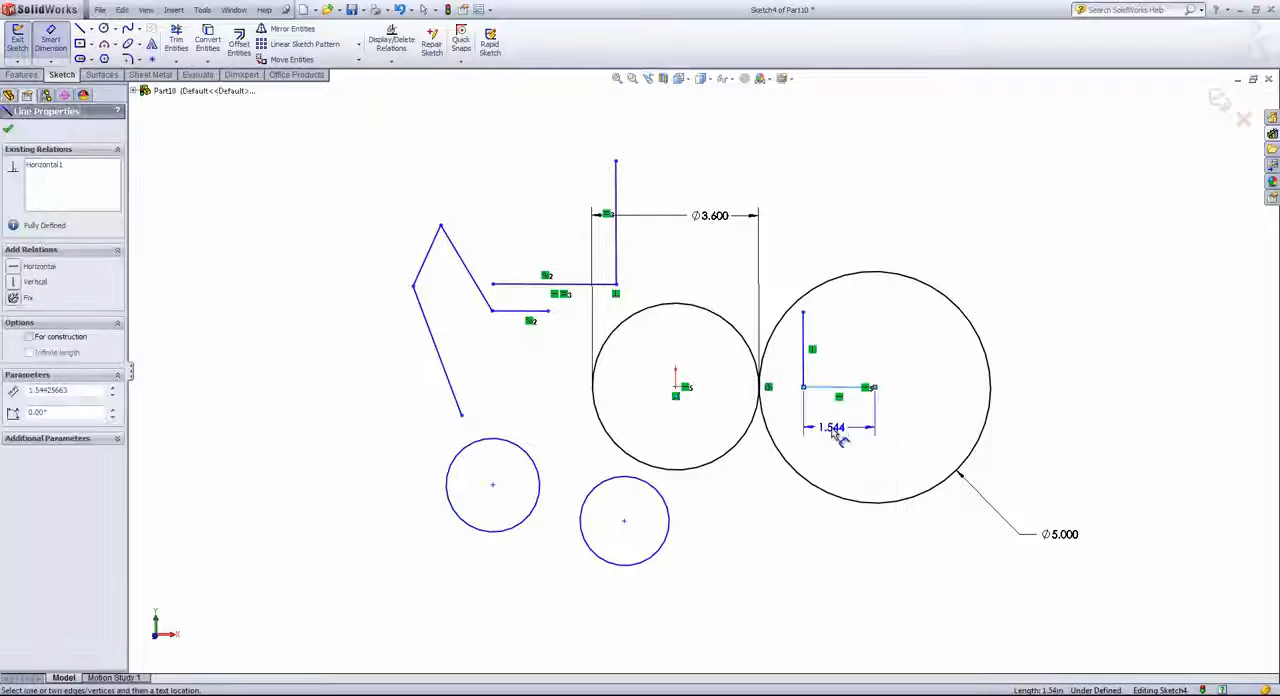 SolidWorks
File Edit View Insert Tools Window Help
Sketch4 of Part10 *
Search SolidWorks Help
Exit Sketch
Smart Dimension
Trim Entities
Convert Entities
Offset Entities
Mirror Entities
Linear Sketch Pattern
Move Entities
Display/Delete Relations
Repair Sketch
Quick Snaps
Rapid Sketch
Features Sketch Surfaces Sheet Metal Evaluate DimXpert Office Products
Part10 (Default<<Default>...
Line Properties ?
Existing Relations
Horizontal1
Fully Defined
Add Relations
Horizontal
Vertical
Fix
Options
For construction
Infinite length
Parameters
1.54425663
0.00°
Additional Parameters
Ø3.600
1.544
Ø5.000
Y
X
Model Motion Study 1
Select one or two edges/vertices and then a text location.
Length: 1.54in Under Defined Editing Sketch4